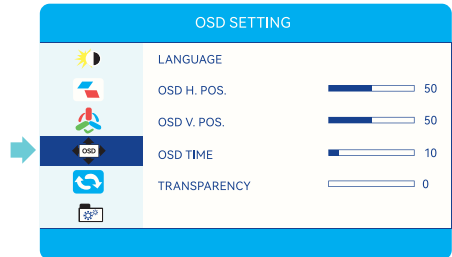 OSD SETTING
LANGUAGE
OSD H. POS. 50
OSD V. POS. 50
OSD OSD TIME 10
TRANSPARENCY 0